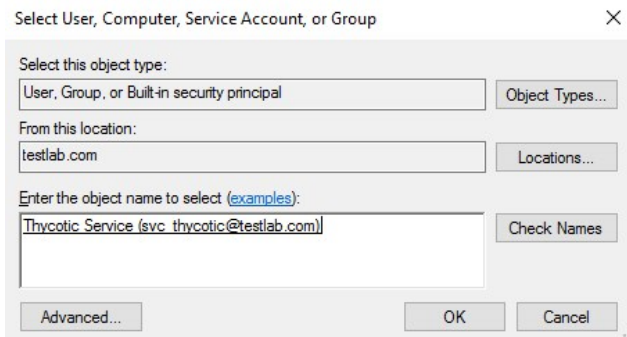 Select User, Computer, Service Account, or Group
Select this object type:
User, Group, or Built-in security principal
Object Types...
From this location:
testlab.com
Locations...
Enter the object name to select (examples):
Thycotic Service (svc_thycotic@testlab.com)
Check Names
Advanced...
OK
Cancel